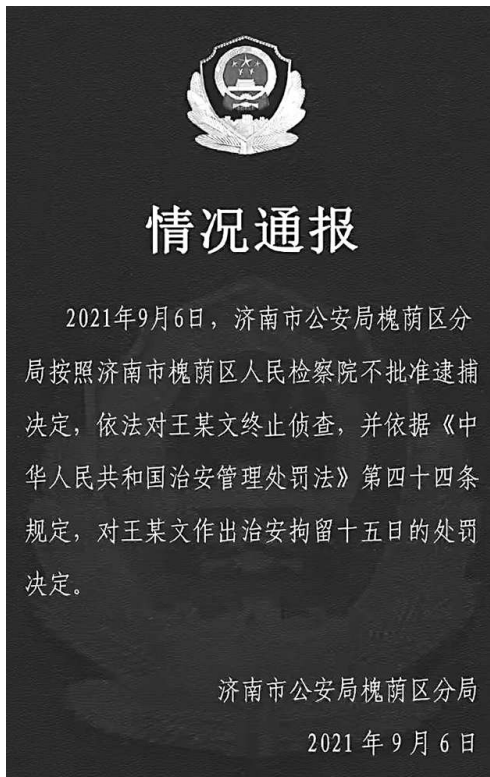 情况通报
2021年9月6日，济南市公安局槐荫区分
局按照济南市槐荫区人民检察院不批准逮捕
决定，依法对王某文终止侦查，并依据《中
华人民共和国治安管理处罚法》第四十四条
规定，对王某文作出治安拘留十五日的处罚
决定。
济南市公安局槐荫区分局
2021年9月6日